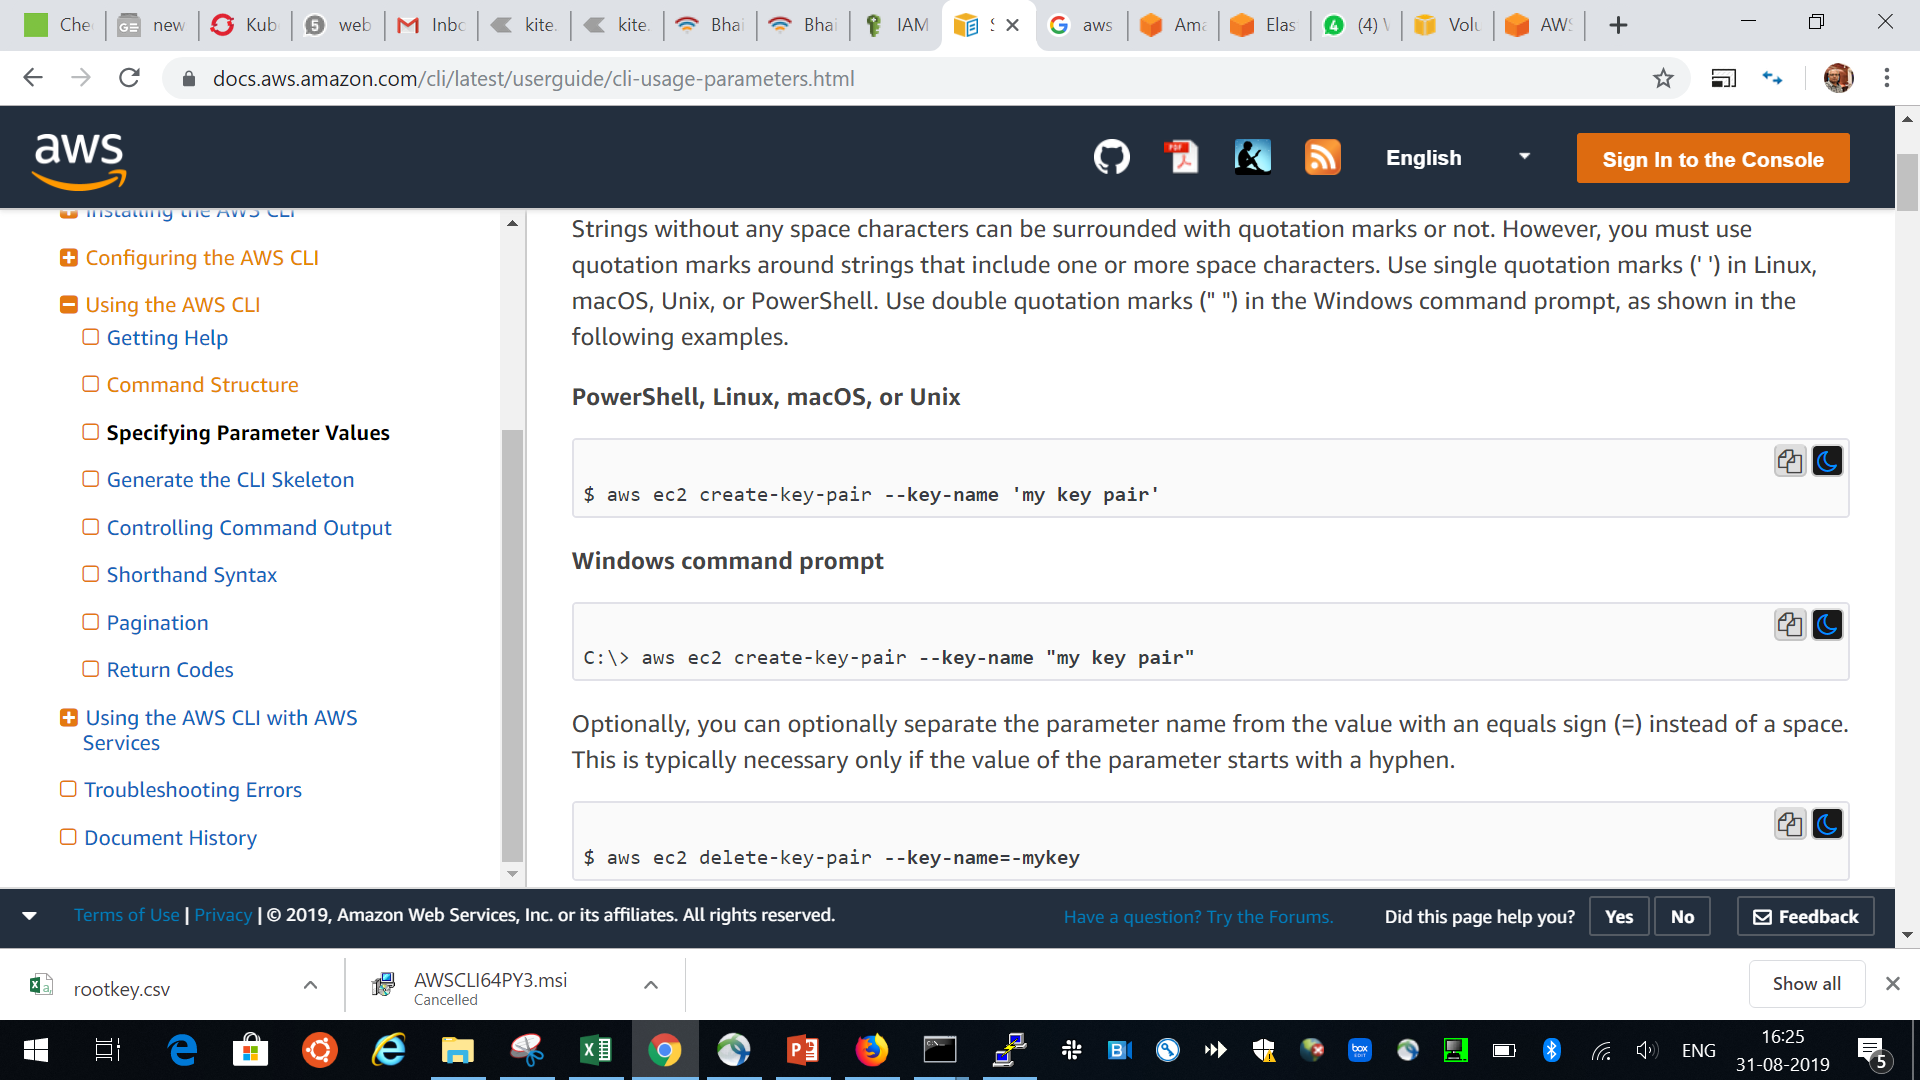 Che
new
Kub
web
Inbc
kite.
kite.
Bhai
Bhai
IAM
aws
Ama
Elas
(4)
Volu
AWS
docs.aws.amazon.com/cli/latest/userguide/cli-usage-parameters.html
aws
English
Sign In to the Console
Installing the AWS CLI
Configuring the AWS CLI
Using the AWS CLI
Getting Help
Command Structure
Specifying Parameter Values
Generate the CLI Skeleton
Controlling Command Output
Shorthand Syntax
Pagination
Return Codes
Using the AWS CLI with AWS
Services
Troubleshooting Errors
Document History
Strings without any space characters can be surrounded with quotation marks or not. However, you must use
quotation marks around strings that include one or more space characters. Use single quotation marks (' ') in Linux,
macOS, Unix, or PowerShell. Use double quotation marks (" ") in the Windows command prompt, as shown in the
following examples.
PowerShell, Linux, macOS, or Unix
$ aws ec2 create-key-pair --key-name 'my key pair'
Windows command prompt
C:\> aws ec2 create-key-pair --key-name "my key pair"
Optionally, you can optionally separate the parameter name from the value with an equals sign (=) instead of a space.
This is typically necessary only if the value of the parameter starts with a hyphen.
$ aws ec2 delete-key-pair --key-name=-mykey
Terms of Use | Privacy | © 2019, Amazon Web Services, Inc. or its affiliates. All rights reserved.
Have a question? Try the Forums.
Did this page help you?
Yes
No
Feedback
rootkey.csv
AWSCLI64PY3.msi
Cancelled
Show all
ENG
16:25
31-08-2019
5